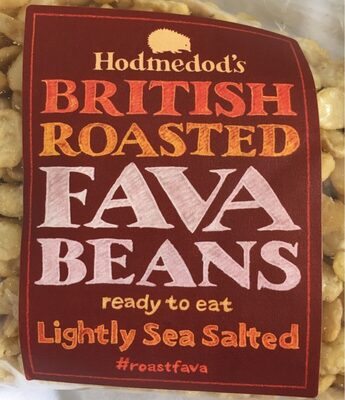 Hodmedod's
BRITISH
ROASTED
FAVA
BEANS
ready to eat
Lightly Sea Salted
#roastfava